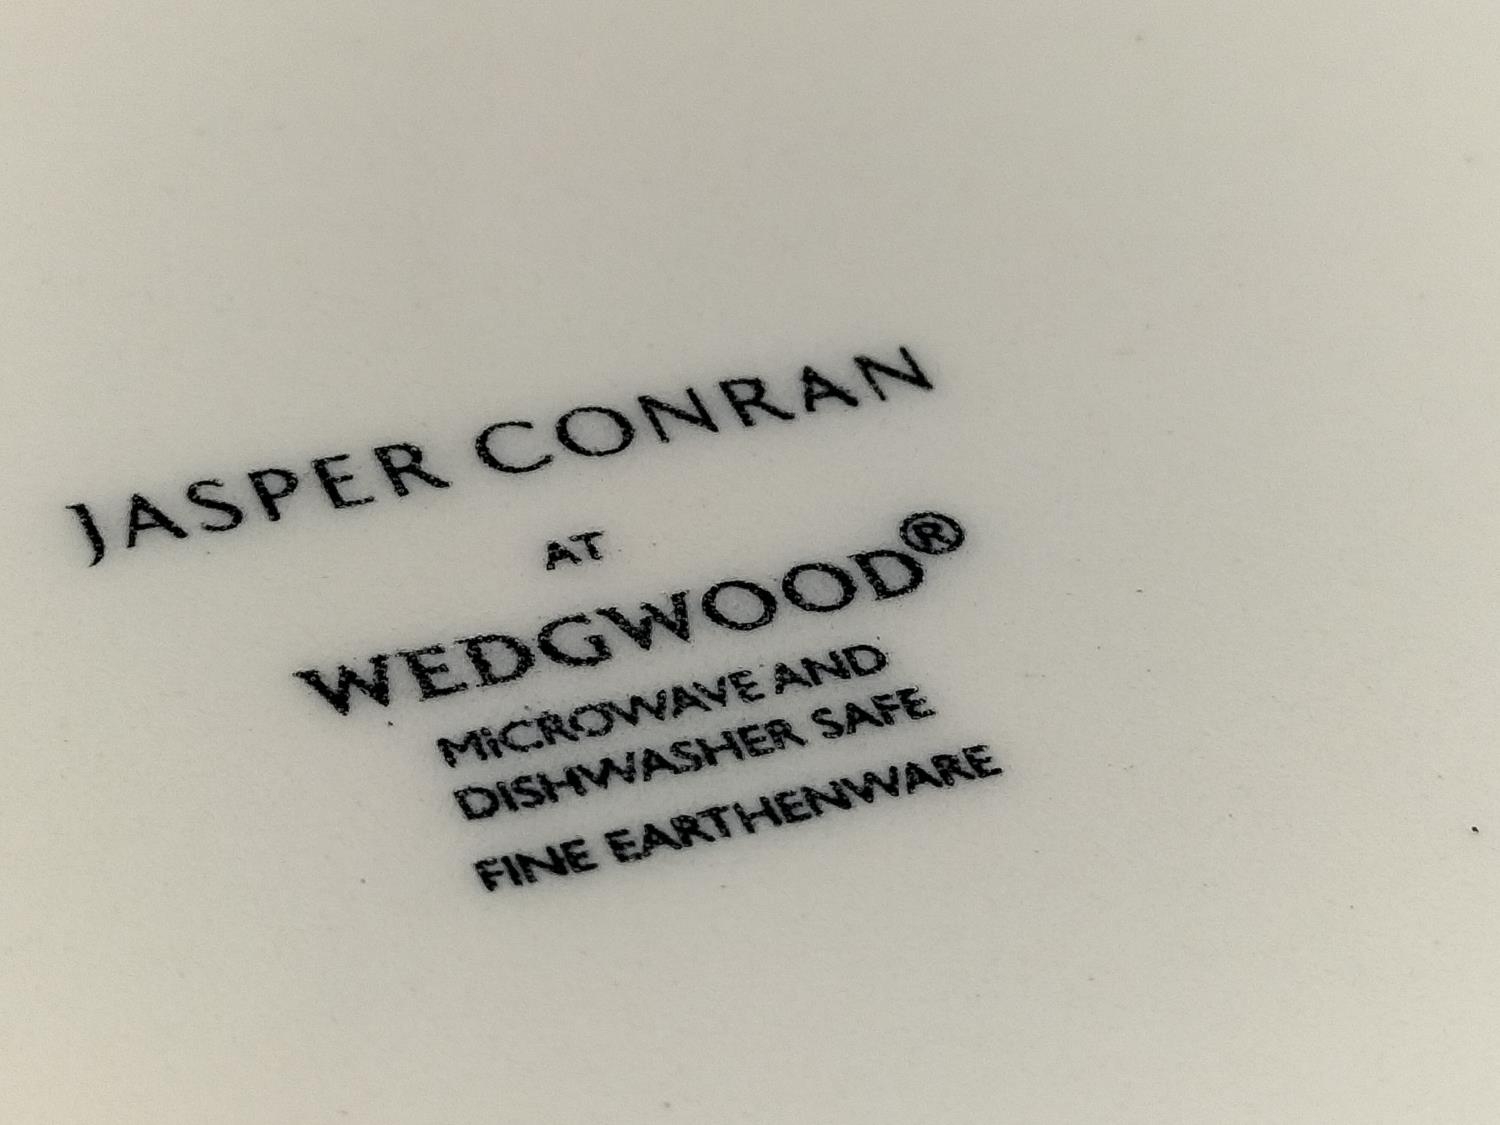 JASPER CONRAN
AT
WEDGWOOD®
MiCROWAVE AND
DISHWASHER SAFE
FINE EARTHENWARE